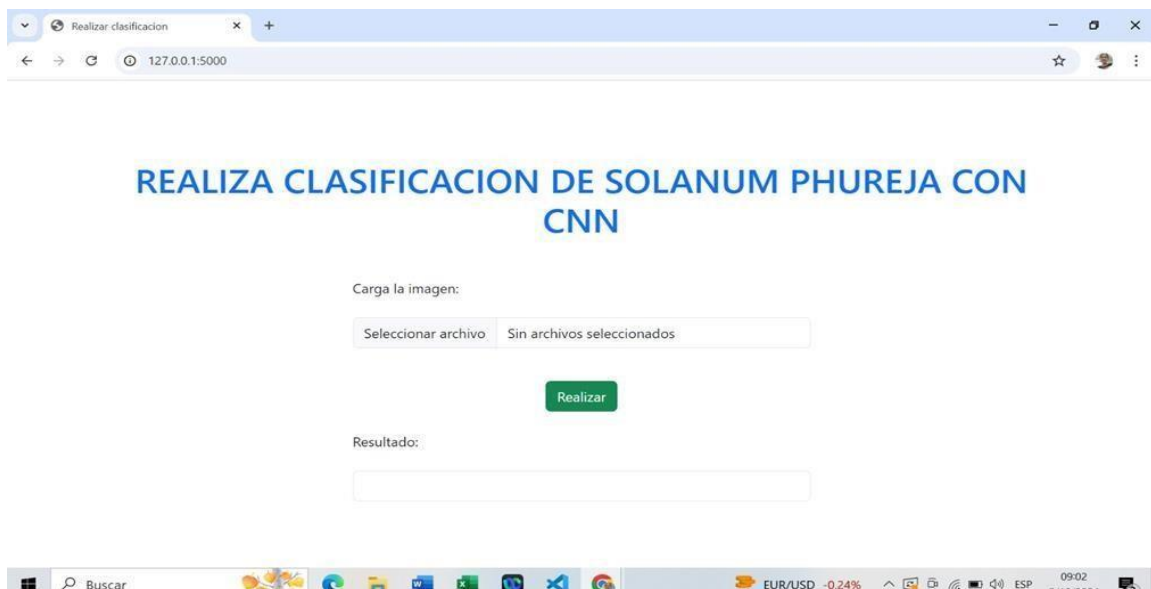 Realizar clasificacion
127.0.0.1:5000
REALIZA CLASIFICACION DE SOLANUM PHUREJA CON
CNN
Carga la imagen:
Seleccionar archivo Sin archivos seleccionados
Realizar
Resultado:
Buscar
EUR/USD -0.24%
ESP
09:02